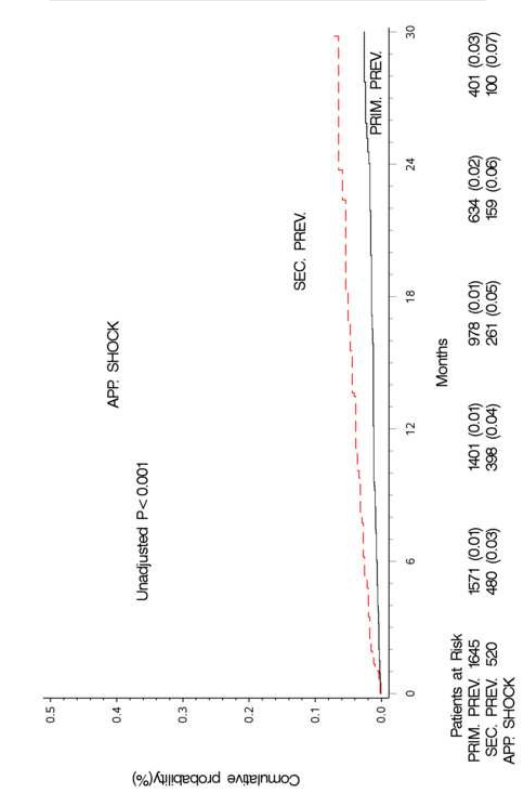 Comulative probability(%)
0.5
0.4
0.3
0.2
0.1
0.0
APP. SHOCK
Unadjusted P<0.001
SEC. PREV.
PRIM. PREV.
0 6 12 18 24 30
Months
Patients at Risk
PRIM. PREV. 1645 1571 (0.01) 1401 (0.01) 978 (0.01) 634 (0.02) 401 (0.03)
SEC. PREV. 520 480 (0.03) 398 (0.04) 261 (0.05) 159 (0.06) 100 (0.07)
APP. SHOCK